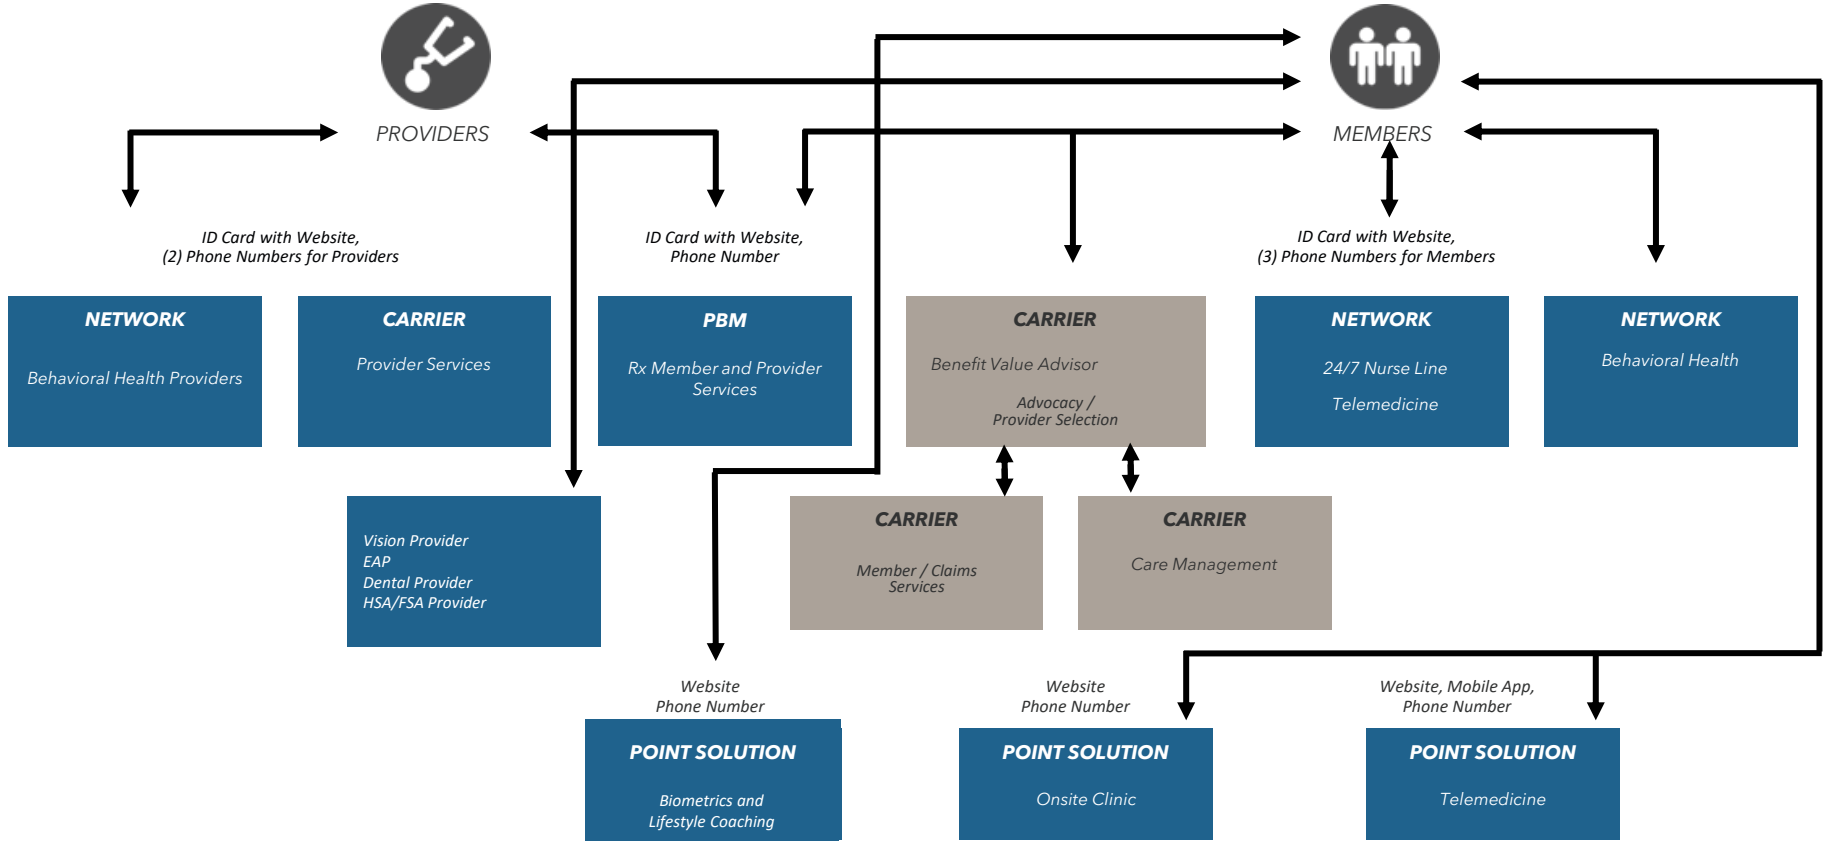 PROVIDERS
MEMBERS
ID Card with Website,
(2) Phone Numbers for Providers
ID Card with Website,
Phone Number
ID Card with Website,
(3) Phone Numbers for Members
NETWORK
Behavioral Health Providers
CARRIER
Provider Services
PBM
Rx Member and Provider
Services
CARRIER
Benefit Value Advisor
Advocacy /
Provider Selection
NETWORK
24/7 Nurse Line
Telemedicine
NETWORK
Behavioral Health
Vision Provider
EAP
Dental Provider
HSA/FSA Provider
CARRIER
Member / Claims
Services
CARRIER
Care Management
Website
Phone Number
POINT SOLUTION
Biometrics and
Lifestyle Coaching
Website
Phone Number
POINT SOLUTION
Onsite Clinic
Website, Mobile App,
Phone Number
POINT SOLUTION
Telemedicine